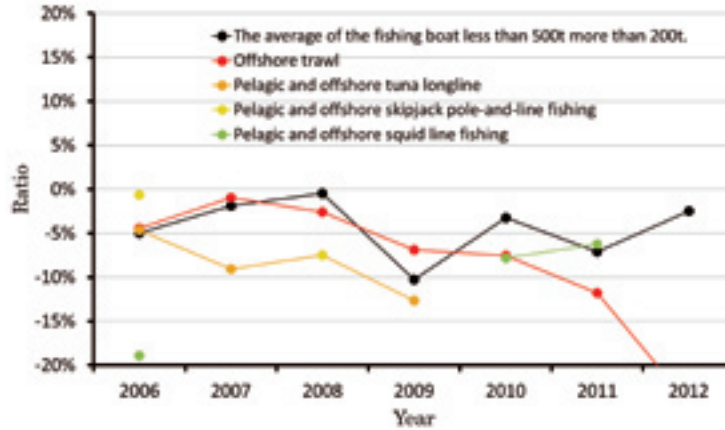 20%
15%
10%
5%
0%
-5%
-10%
-15%
-20%
Ratio
The average of the fishing boat less than 500t more than 200t.
Offshore trawl
Pelagic and offshore tuna longline
Pelagic and offshore skipjack pole-and-line fishing
Pelagic and offshore squid line fishing
2006 2007 2008 2009 2010 2011 2012
Year